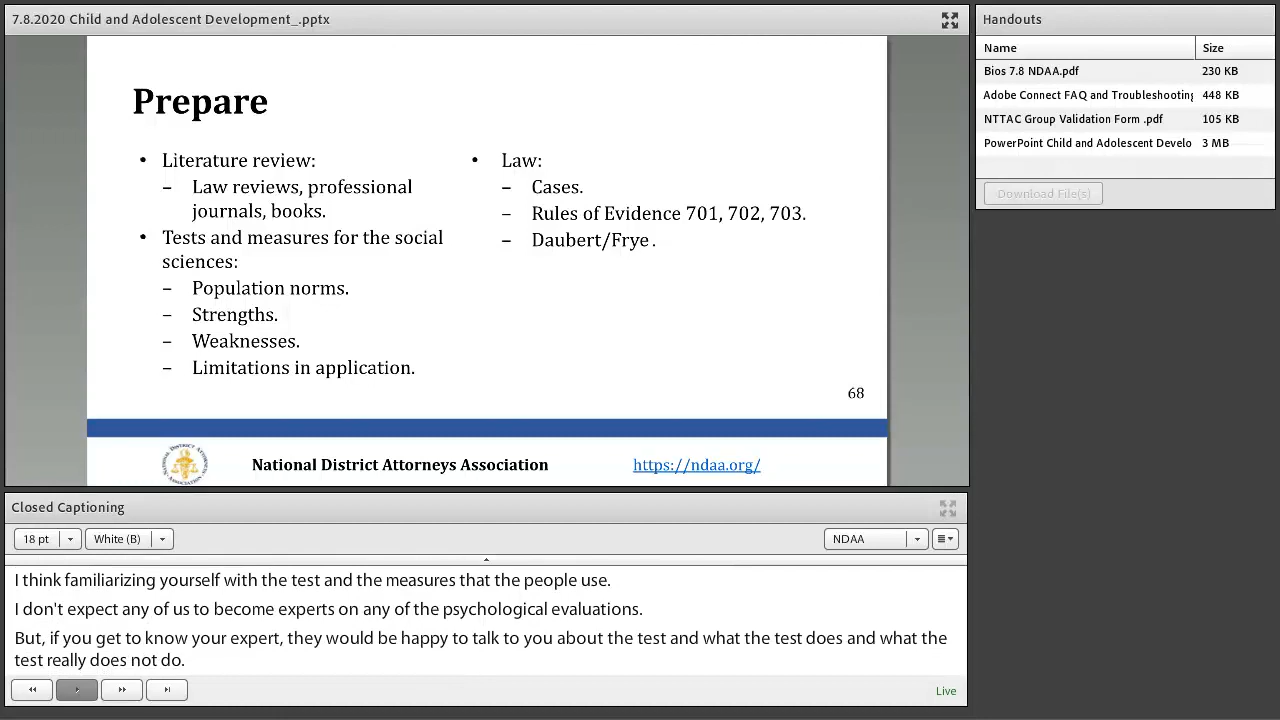 7.8.2020 Child and Adolescent Development_.pptx
Prepare
• Literature review:
– Law reviews, professional
journals, books.
• Tests and measures for the social
sciences:
– Population norms.
– Strengths.
– Weaknesses.
– Limitations in application.
• Law:
– Cases.
– Rules of Evidence 701, 702, 703.
– Daubert/Frye .
68
National District Attorneys Association
https://ndaa.org/
Closed Captioning
18 pt
White (B)
NDAA
I think familiarizing yourself with the test and the measures that the people use.
I don't expect any of us to become experts on any of the psychological evaluations.
But, if you get to know your expert, they would be happy to talk to you about the test and what the test does and what the
test really does not do.
Live
Handouts
Name Size
Bios 7.8 NDAA.pdf 230 KB
Adobe Connect FAQ and Troubleshooting 448 KB
NTTAC Group Validation Form .pdf 105 KB
PowerPoint Child and Adolescent Develo 3 MB
Download File(s)